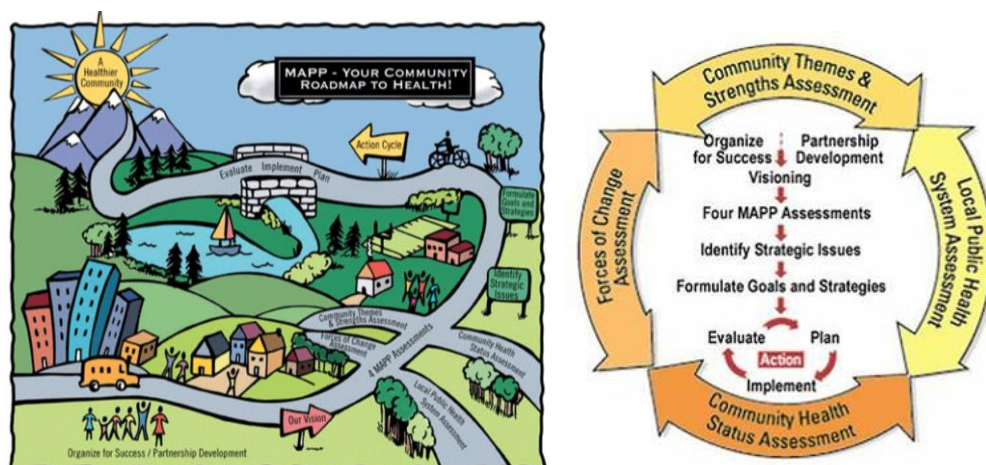 A
Healthier
Community
MAPP - YOUR COMMUNITY
ROADMAP TO HEALTH!
Action Cycle
Evaluate Implement Plan
Formulate
Goals and
Strategies
Identify
Strategic
Issues
Community Themes
& Strengths Assessment
Forces of Change
Assessment
4 MAPP Assessments
Community Health
Status Assessment
Local Public Health
System Assessment
Our Vision
Organize for Success / Partnership Development
Community Themes &
Strengths Assessment
Organize
for Success
Partnership
Development
Visioning
Four MAPP Assessments
Identify Strategic Issues
Formulate Goals and Strategies
Evaluate
Plan
Action
Implement
Forces of Change
Assessment
Local Public Health
System Assessment
Community Health
Status Assessment